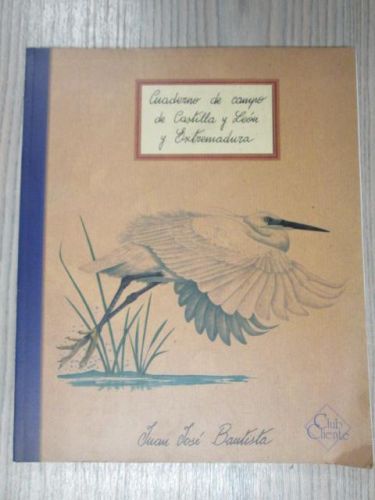 Cuaderno de campo
de Castilla y León
y Extremadura
Juan José Bautista
Club
Cliente